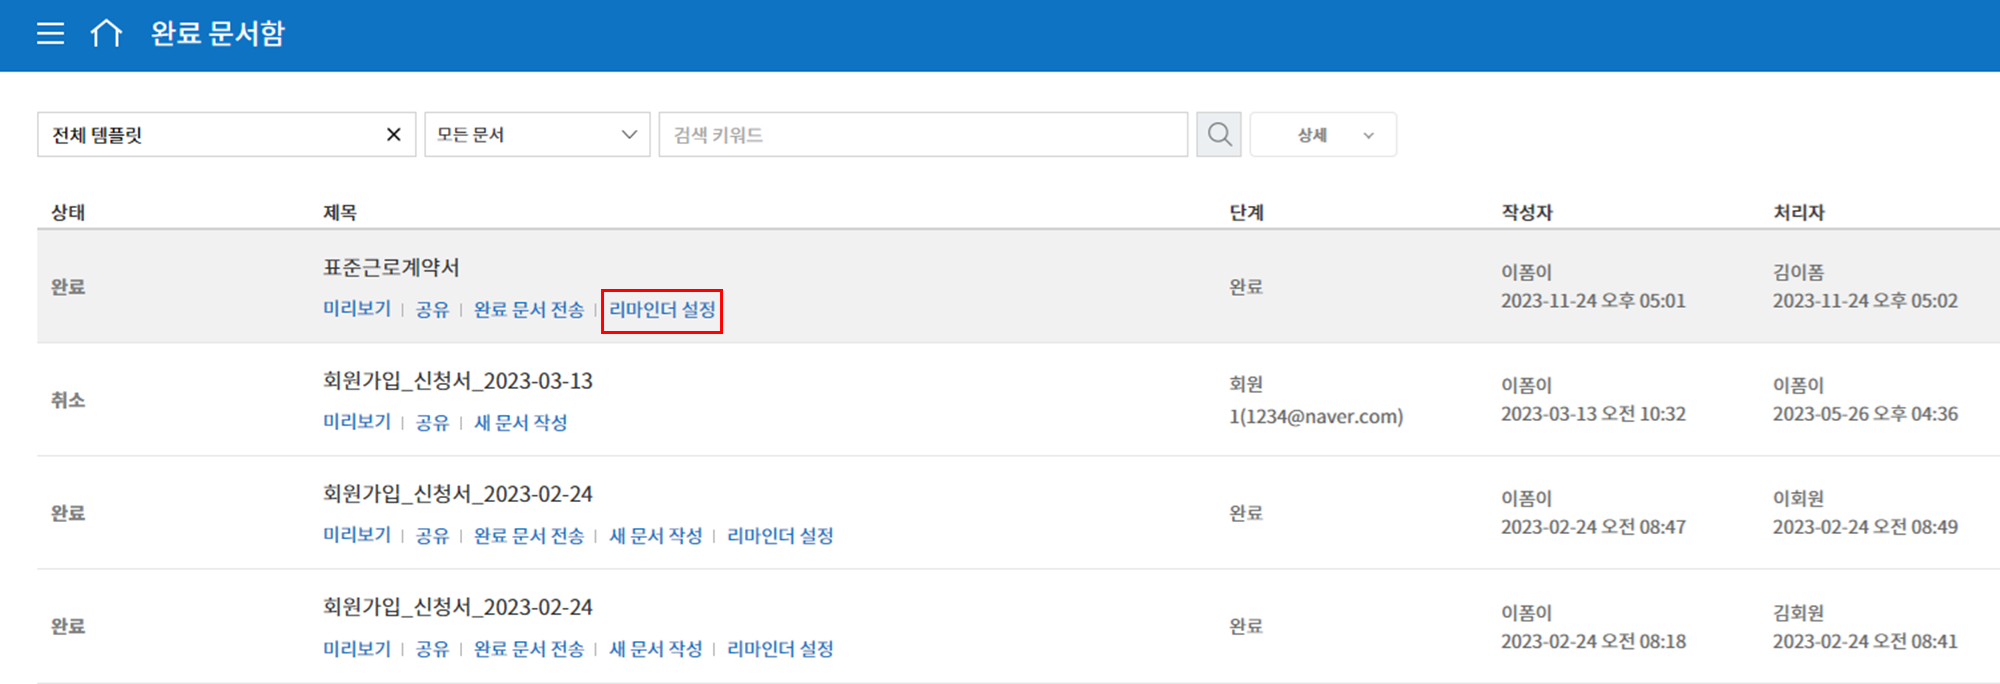 완료 문서함
전체 템플릿
모든 문서
검색 키워드
상세
상태 제목 단계 작성자 처리자
완료
표준근로계약서
미리보기 | 공유 | 완료 문서 전송 | 리마인더 설정
완료
이폼이
2023-11-24 오후 05:01
김이폼
2023-11-24 오후 05:02
취소
회원가입_신청서_2023-03-13
미리보기 | 공유 | 새 문서 작성
회원
1(1234@naver.com)
이폼이
2023-03-13 오전 10:32
이폼이
2023-05-26 오후 04:36
완료
회원가입_신청서_2023-02-24
미리보기 | 공유 | 완료 문서 전송 | 새 문서 작성 | 리마인더 설정
완료
이폼이
2023-02-24 오전 08:47
이회원
2023-02-24 오전 08:49
완료
회원가입_신청서_2023-02-24
미리보기 | 공유 | 완료 문서 전송 | 새 문서 작성 | 리마인더 설정
완료
이폼이
2023-02-24 오전 08:18
김회원
2023-02-24 오전 08:41